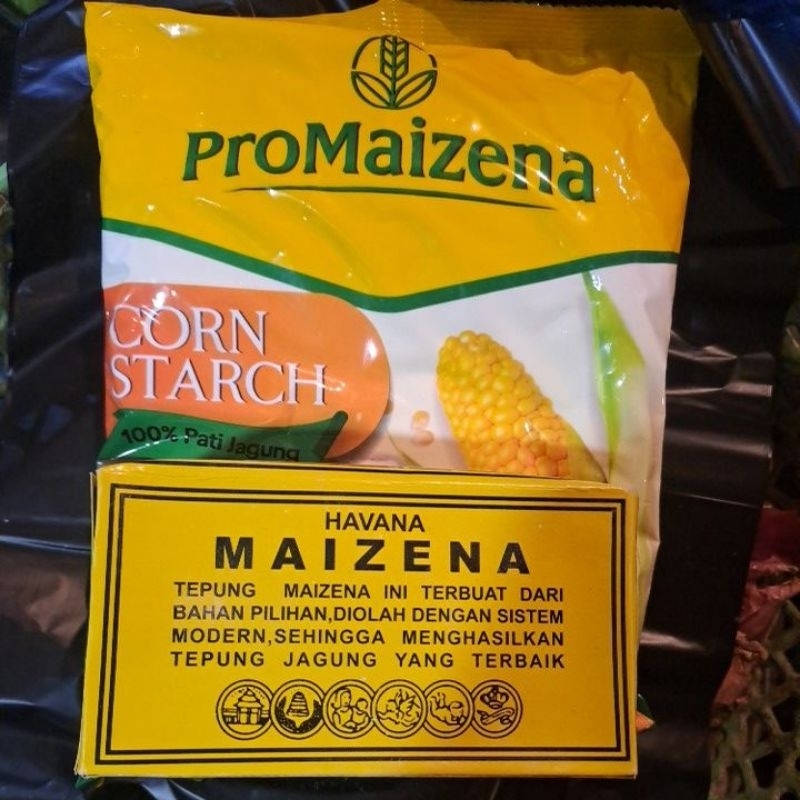 ProMaizena
CORN
STARCH
100% Pati Jagung
HAVANA
MAIZENA
TEPUNG MAIZENA INI TERBUAT DARI
BAHAN PILIHAN,DIOLAH DENGAN SISTEM
MODERN,SEHINGGA MENGHASILKAN
TEPUNG JAGUNG YANG TERBAIK